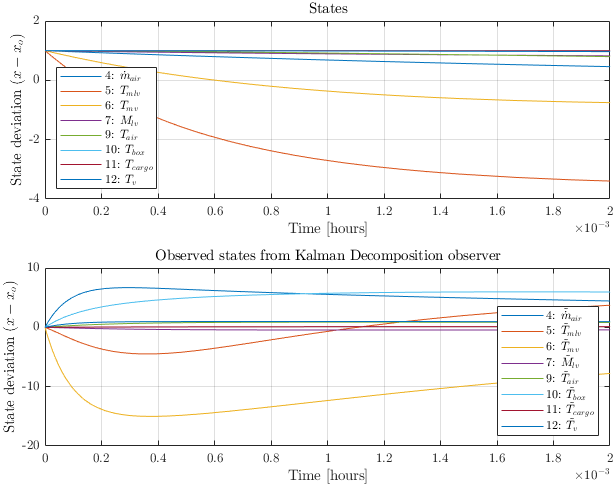 States
2
0
-2
-4
State deviation (x − x_o)
4: ṁ_air
5: T_mlv
6: T_mv
7: M_lv
9: T_air
10: T_box
11: T_cargo
12: T_v
0 0.2 0.4 0.6 0.8 1 1.2 1.4 1.6 1.8 2
Time [hours]
×10⁻³
Observed states from Kalman Decomposition observer
10
0
-10
-20
State deviation (x − x_o)
4: ṁ̃_air
5: T̃_mlv
6: T̃_mv
7: M̃_lv
9: T̃_air
10: T̃_box
11: T̃_cargo
12: T̃_v
0 0.2 0.4 0.6 0.8 1 1.2 1.4 1.6 1.8 2
Time [hours]
×10⁻³